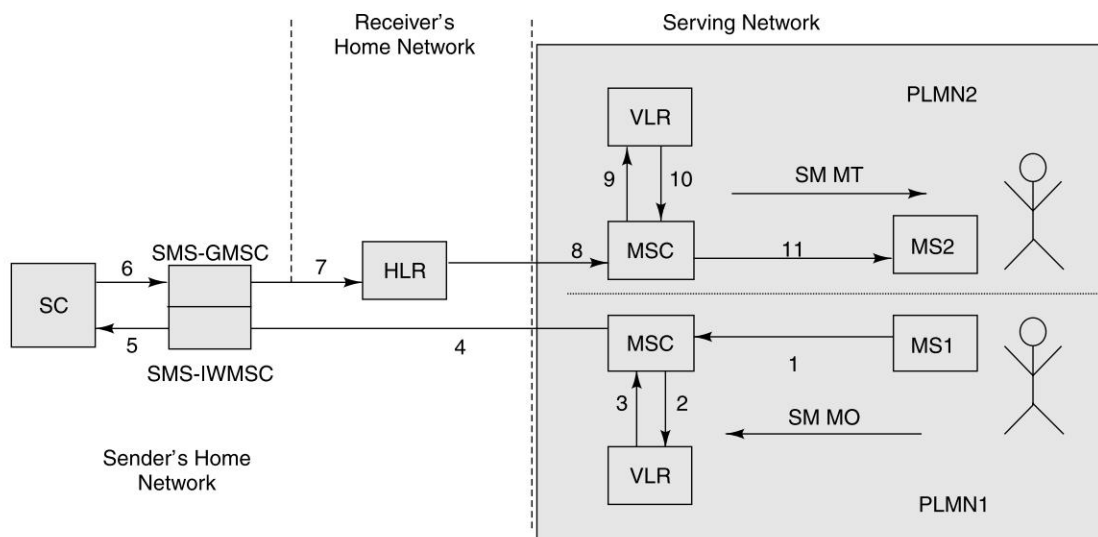 Receiver's
Home Network
Serving Network
PLMN2
VLR
9
10
SM MT
SMS-GMSC
6
7
HLR
8
MSC
11
MS2
SC
5
SMS-IWMSC
4
MSC
1
MS1
3
2
SM MO
Sender's Home
Network
VLR
PLMN1